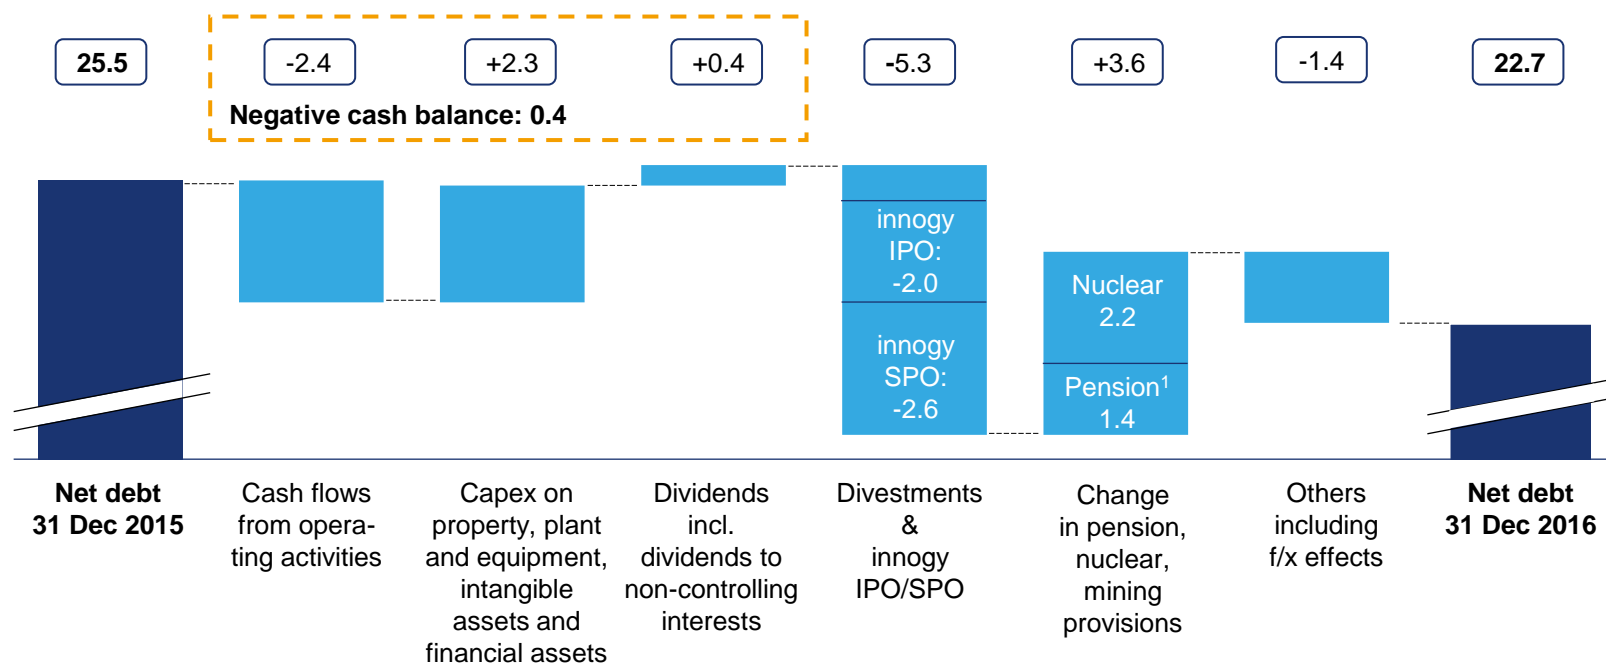 25.5
-2.4
+2.3
+0.4
-5.3
+3.6
-1.4
22.7
Negative cash balance: 0.4
innogy
IPO:
-2.0
innogy
SPO:
-2.6
Nuclear
2.2
Pension¹
1.4
Net debt
31 Dec 2015
Cash flows
from opera-
ting activities
Capex on
property, plant
and equipment,
intangible
assets and
financial assets
Dividends
incl.
dividends to
non-controlling
interests
Divestments
&
innogy
IPO/SPO
Change
in pension,
nuclear,
mining
provisions
Others
including
f/x effects
Net debt
31 Dec 2016